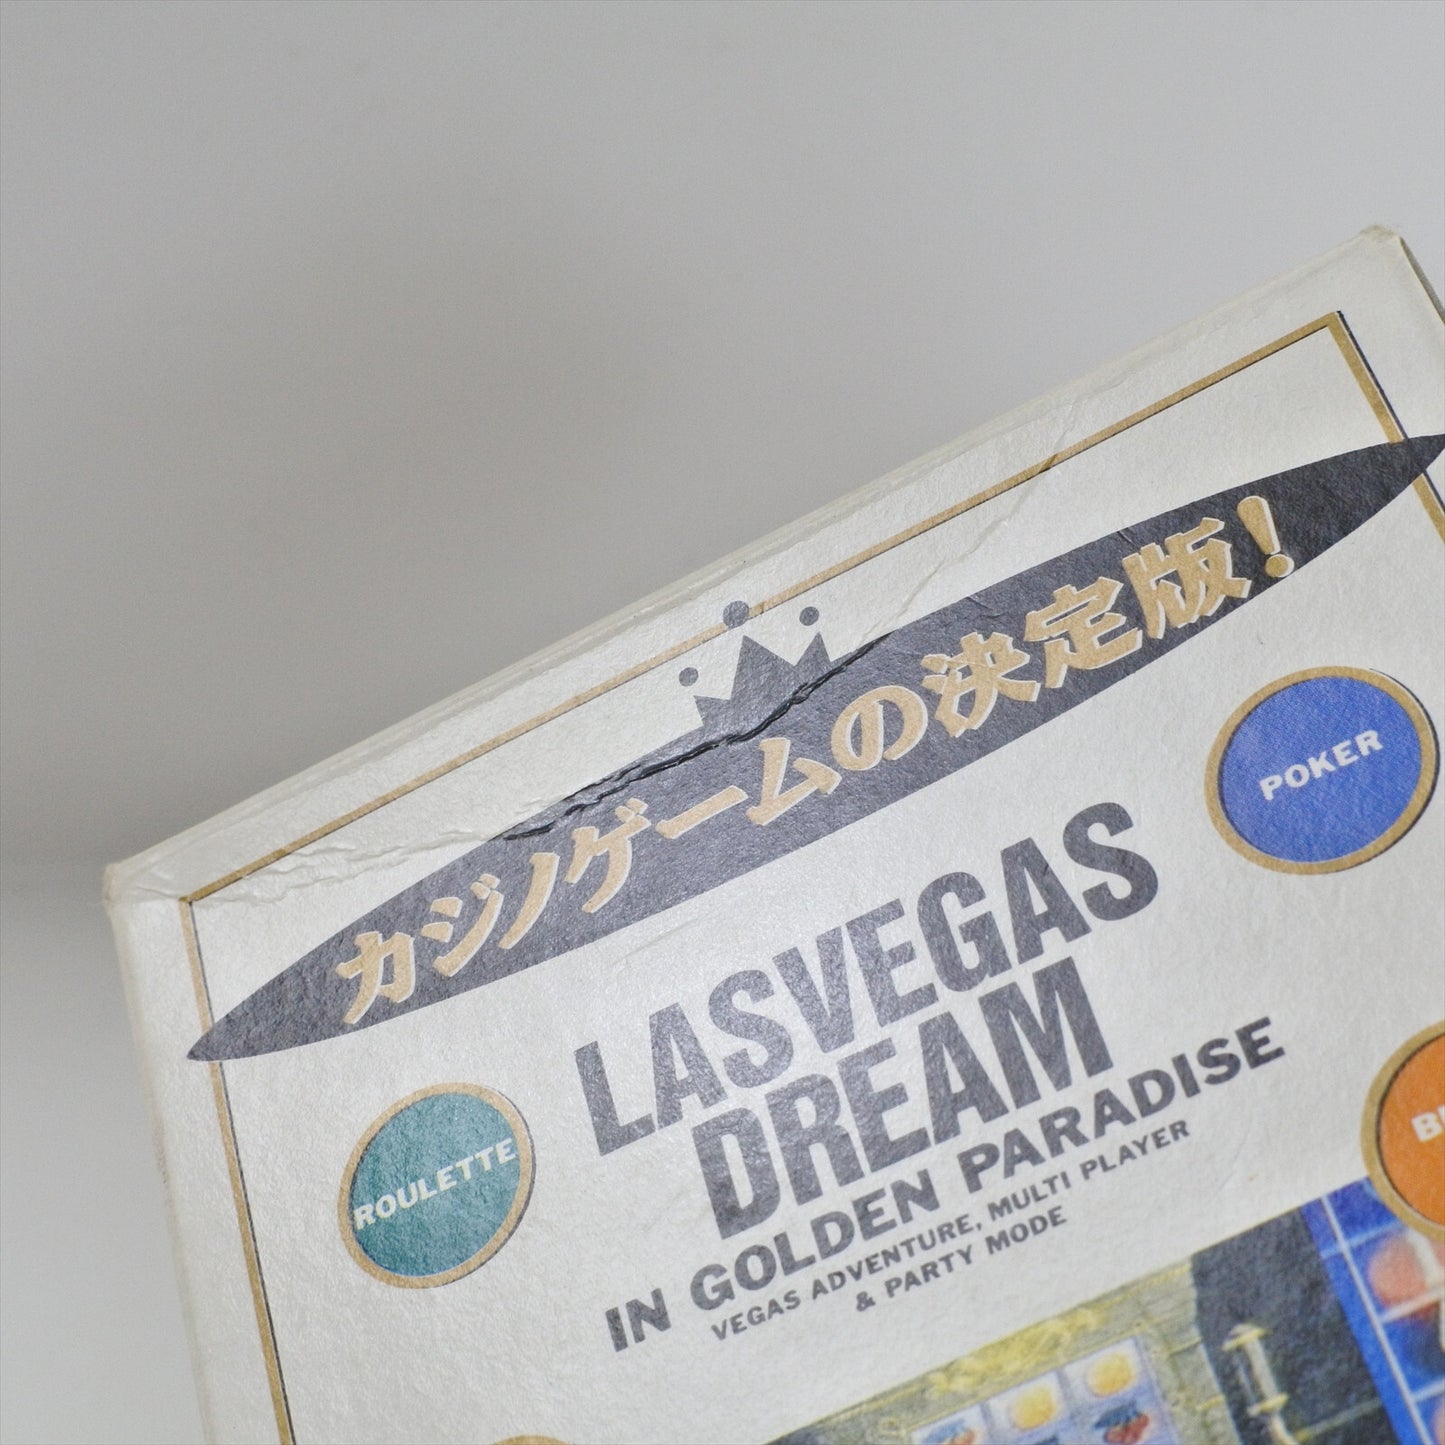 カジノゲームの決定版!
POKER
LASVEGAS
DREAM
IN GOLDEN PARADISE
VEGAS ADVENTURE, MULTI PLAYER
& PARTY MODE
ROULETTE